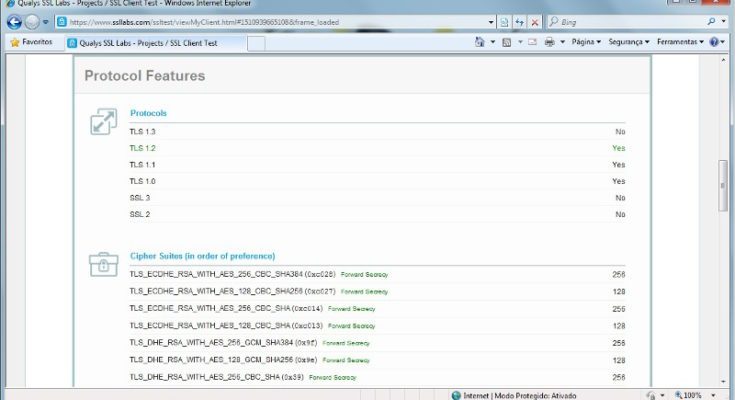 Qualys SSL Labs - Projects / SSL Client Test - Windows Internet Explorer
https://www.ssllabs.com/ssltest/viewMyClient.html#1510939665108&frame_loaded
Bing
Favoritos
Qualys SSL Labs - Projects / SSL Client Test
Página
Segurança
Ferramentas
Protocol Features
Protocols
TLS 1.3 No
TLS 1.2 Yes
TLS 1.1 Yes
TLS 1.0 Yes
SSL 3 No
SSL 2 No
Cipher Suites (in order of preference)
TLS_ECDHE_RSA_WITH_AES_256_CBC_SHA384 (0xc028) Forward Secrecy 256
TLS_ECDHE_RSA_WITH_AES_128_CBC_SHA256 (0xc027) Forward Secrecy 128
TLS_ECDHE_RSA_WITH_AES_256_CBC_SHA (0xc014) Forward Secrecy 256
TLS_ECDHE_RSA_WITH_AES_128_CBC_SHA (0xc013) Forward Secrecy 128
TLS_DHE_RSA_WITH_AES_256_GCM_SHA384 (0x9f) Forward Secrecy 256
TLS_DHE_RSA_WITH_AES_128_GCM_SHA256 (0x9e) Forward Secrecy 128
TLS_DHE_RSA_WITH_AES_256_CBC_SHA (0x39) Forward Secrecy 256
Internet | Modo Protegido: Ativado
100%